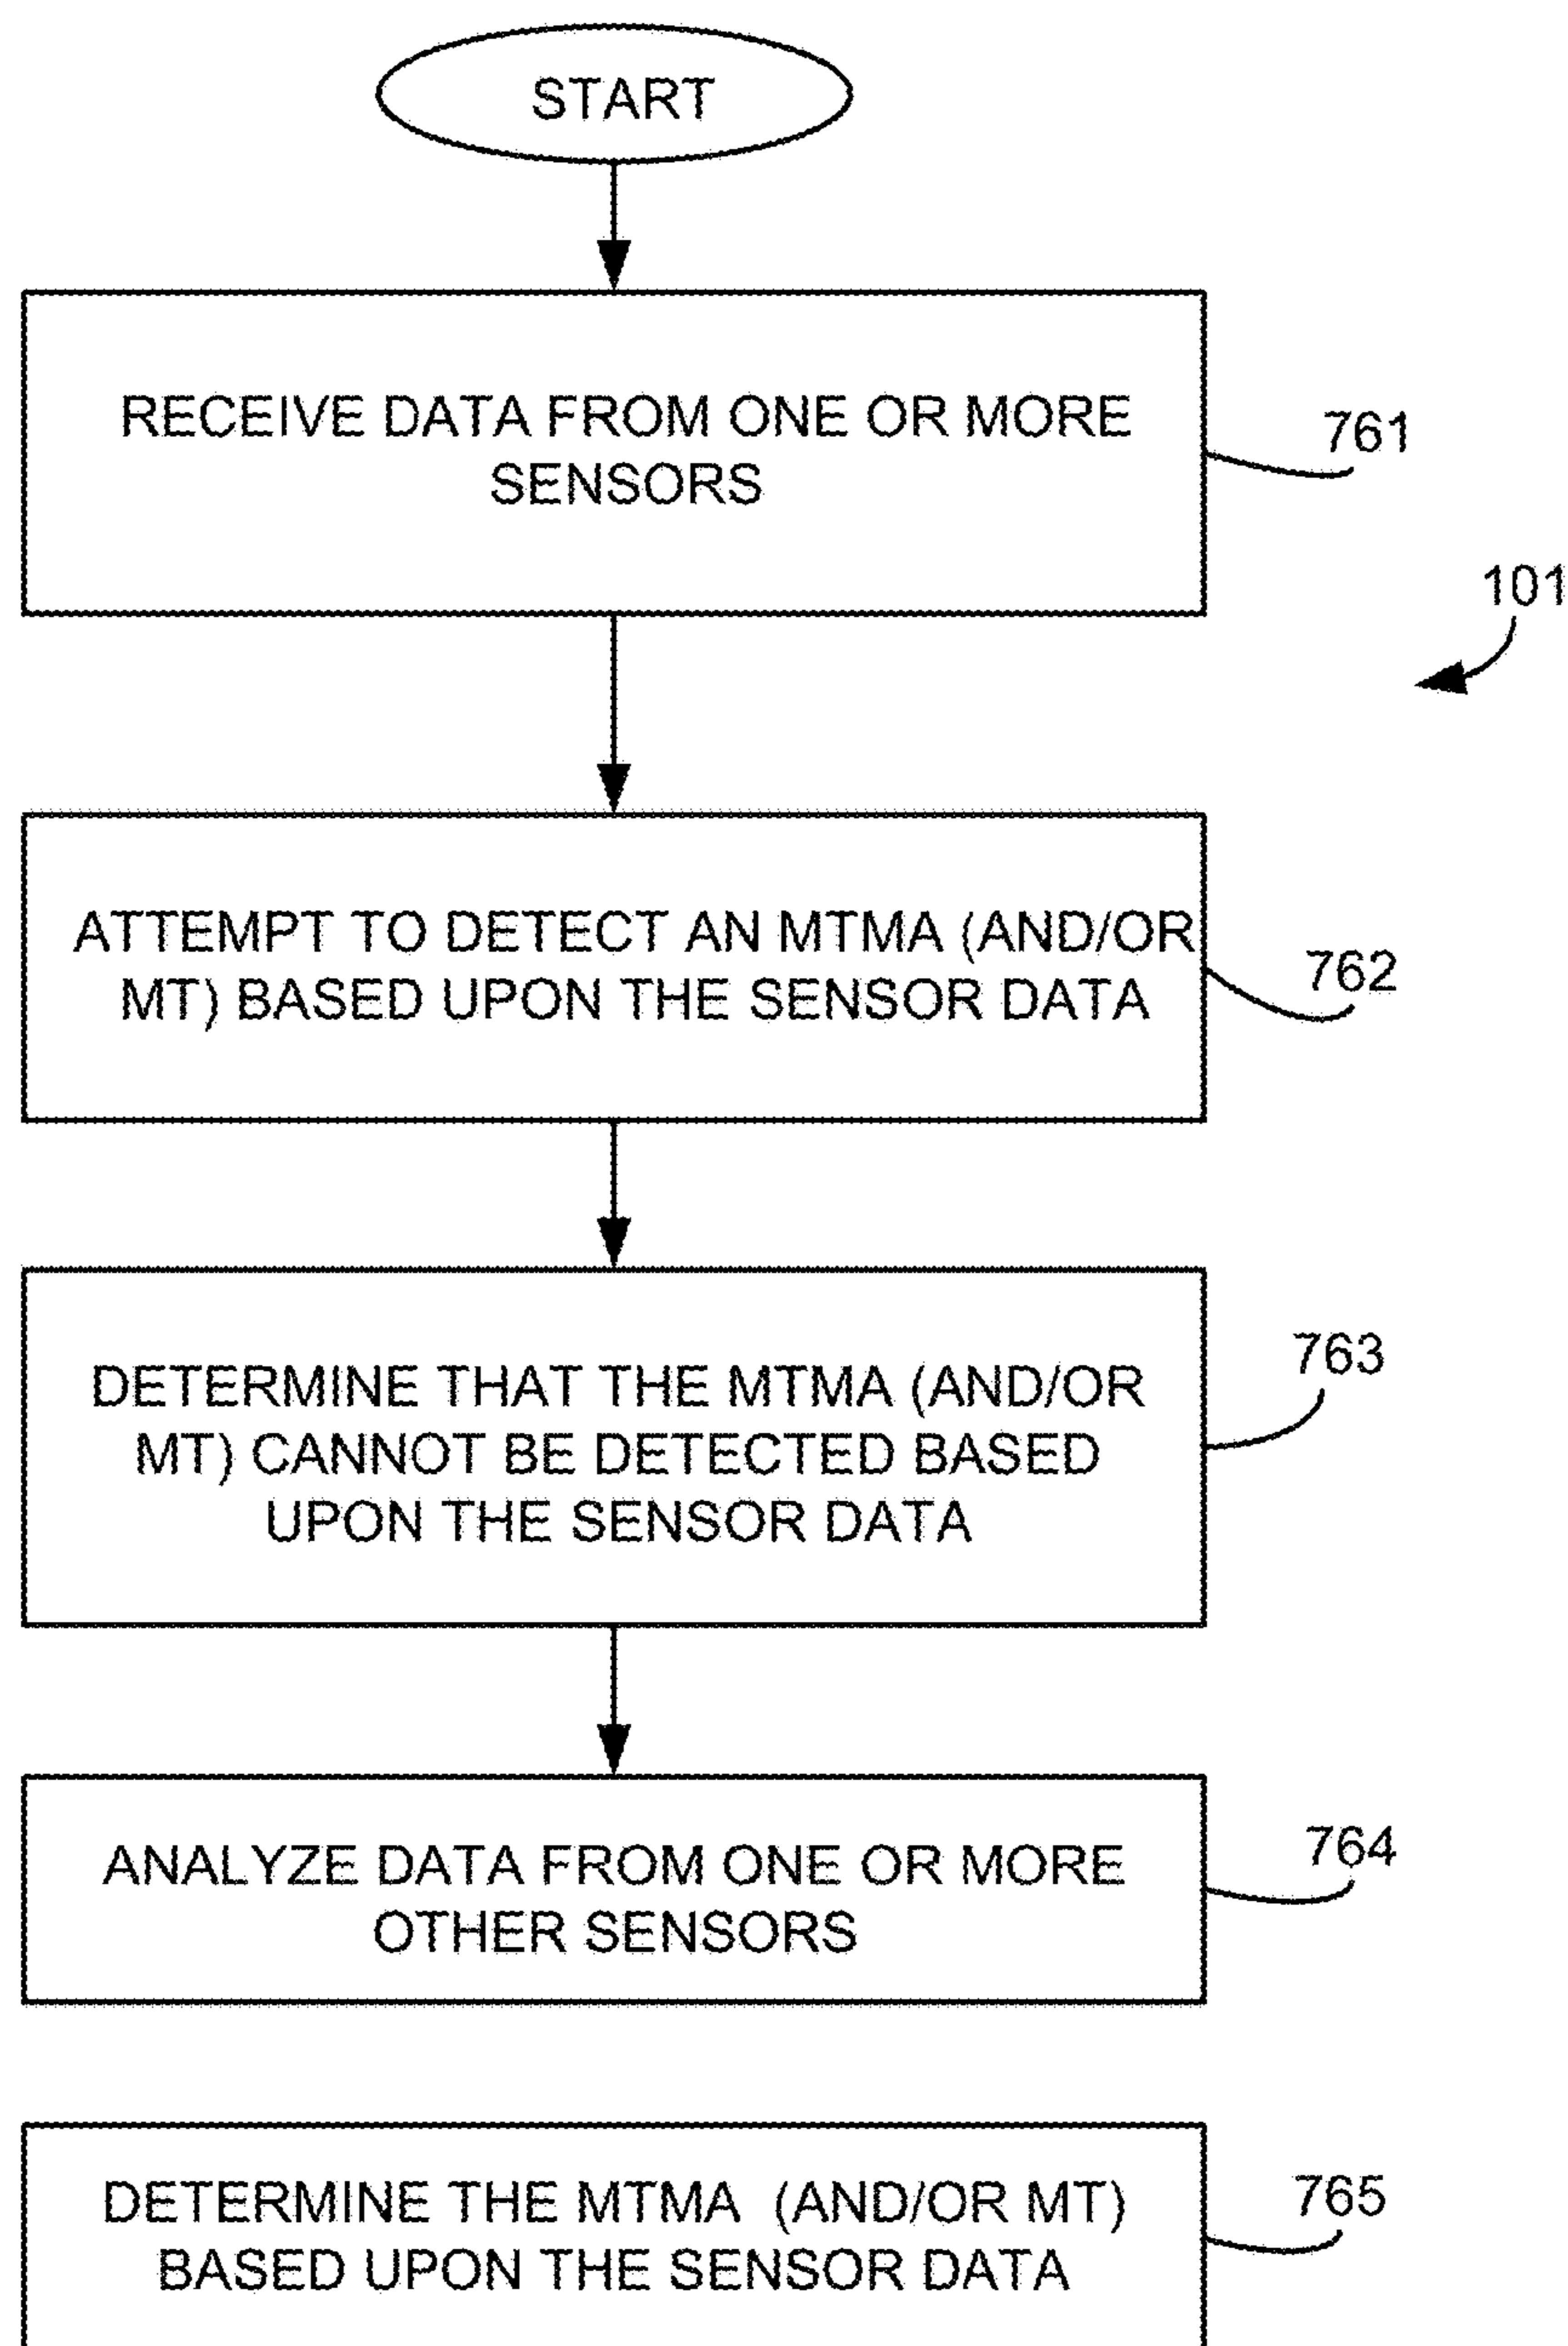 START
RECEIVE DATA FROM ONE OR MORE
SENSORS
761
101
ATTEMPT TO DETECT AN MTMA (AND/OR
MT) BASED UPON THE SENSOR DATA
762
DETERMINE THAT THE MTMA (AND/OR
MT) CANNOT BE DETECTED BASED
UPON THE SENSOR DATA
763
ANALYZE DATA FROM ONE OR MORE
OTHER SENSORS
764
DETERMINE THE MTMA (AND/OR MT)
BASED UPON THE SENSOR DATA
765